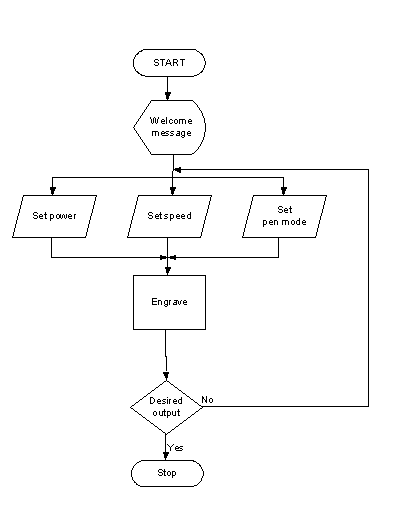 START
Welcome
message
Set power
Set speed
Set
pen mode
Engrave
Desired
output
No
Yes
Stop